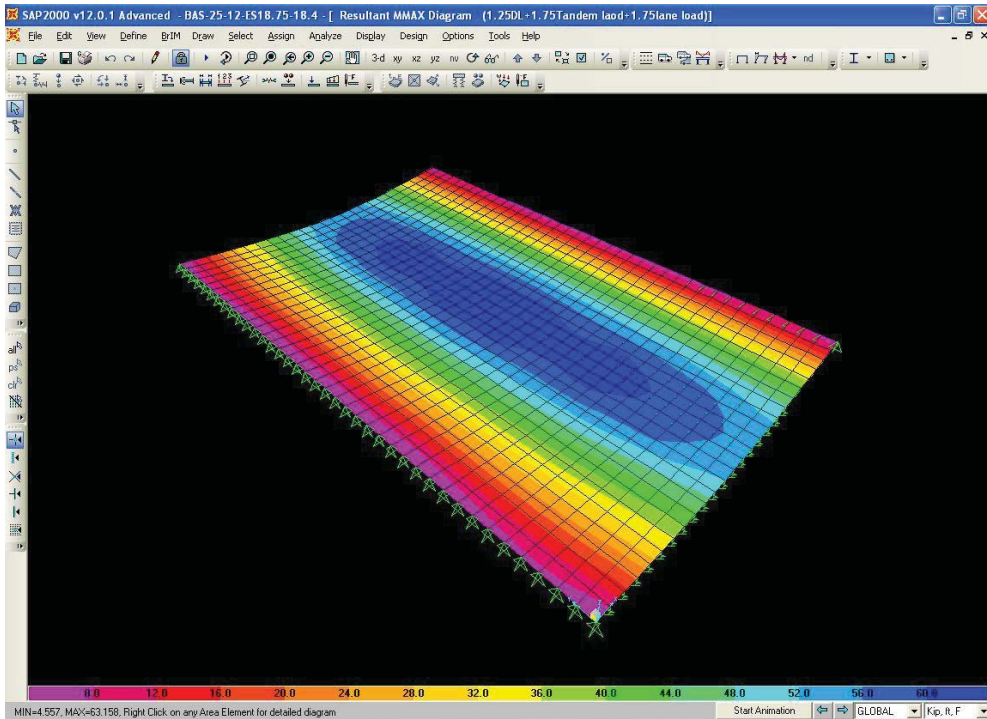 SAP2000 v12.0.1 Advanced - BAS-25-12-ES18.75-18.4 - [ Resultant MMAX Diagram (1.25DL+1.75Tandem laod+1.75lane load)]
File Edit View Define BrIM Draw Select Assign Analyze Display Design Options Tools Help
3-d xy xz yz nv nd
all
ps
clr
8.0 12.0 16.0 20.0 24.0 28.0 32.0 36.0 40.0 44.0 48.0 52.0 56.0 60.0
MIN=4.557, MAX=63.158, Right Click on any Area Element for detailed diagram Start Animation GLOBAL Kip, ft, F